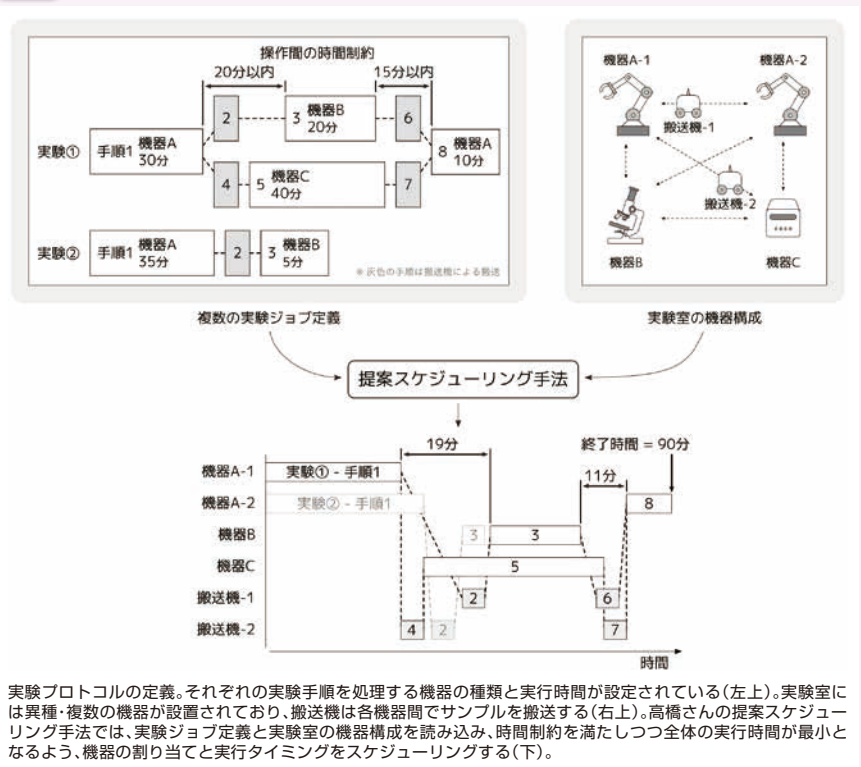 操作間の時間制約
20分以内
15分以内
2
3 機器B
20分
6
実験①
手順1 機器A
30分
8 機器A
10分
4
5 機器C
40分
7
実験②
手順1 機器A
35分
2
3 機器B
5分
※灰色の手順は搬送機による搬送
機器A-1
機器A-2
搬送機-1
搬送機-2
機器B
機器C
複数の実験ジョブ定義
実験室の機器構成
提案スケジューリング手法
19分
終了時間 = 90分
11分
機器A-1
実験① - 手順1
機器A-2
実験② - 手順1
8
機器B
3
3
機器C
5
搬送機-1
2
6
搬送機-2
4
2
7
時間
実験プロトコルの定義。それぞれの実験手順を処理する機器の種類と実行時間が設定されている(左上)。実験室に
は異種・複数の機器が設置されており、搬送機は各機器間でサンプルを搬送する(右上)。高橋さんの提案スケジュー
リング手法では、実験ジョブ定義と実験室の機器構成を読み込み、時間制約を満たしつつ全体の実行時間が最小と
なるよう、機器の割り当てと実行タイミングをスケジューリングする(下)。